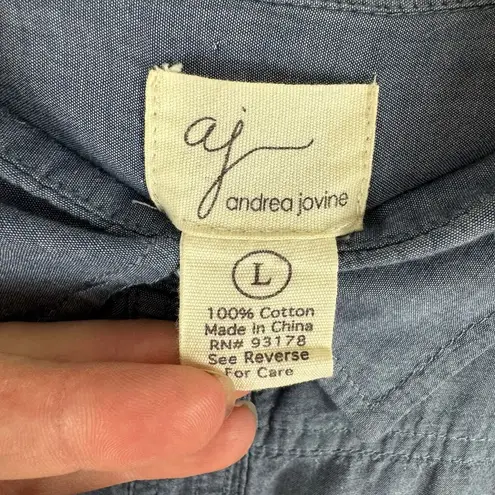 aj
andrea jovine
L
100% Cotton
Made In China
RN# 93178
See Reverse
For Care